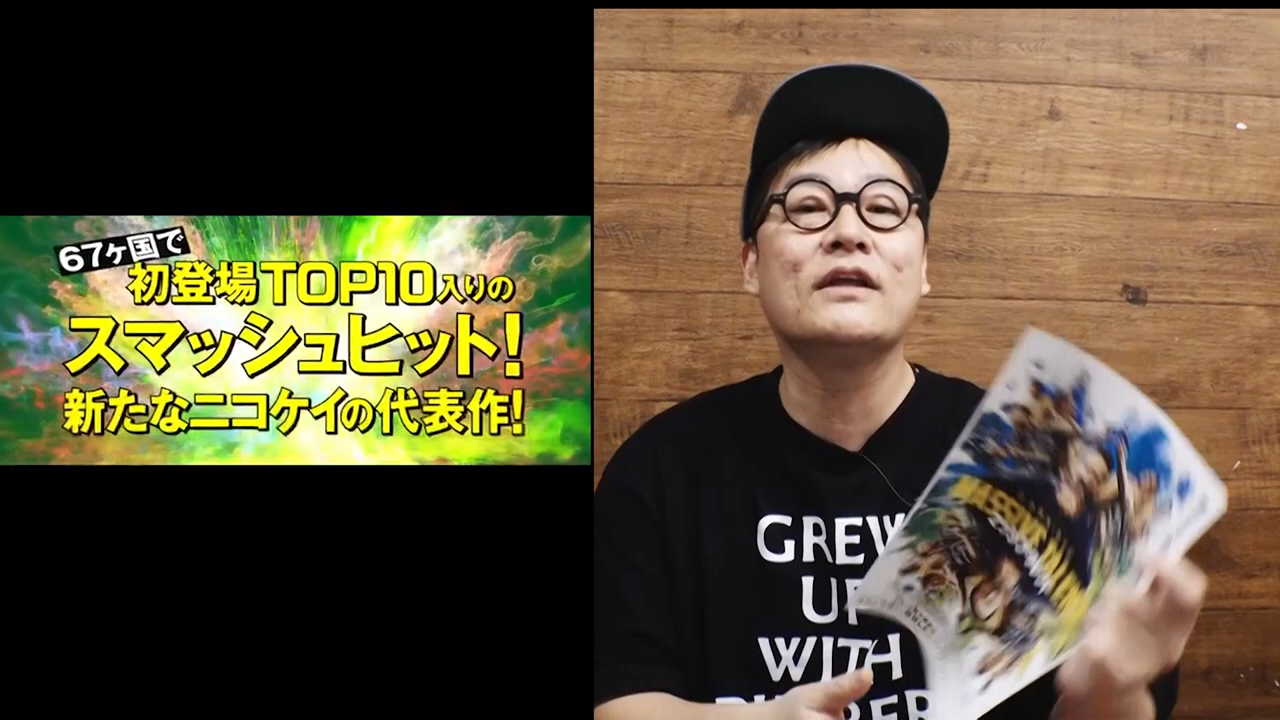 67ヶ国で
初登場TOP10入りの
スマッシュヒット!
新たなニコケイの代表作!
GREW
UP
WITH